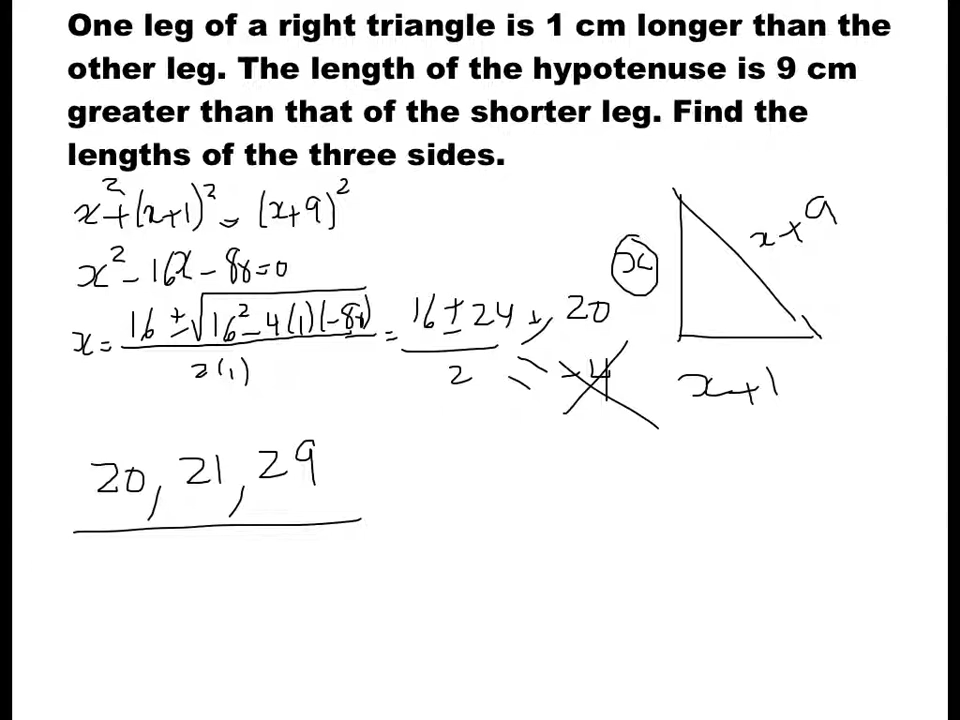 One leg of a right triangle is 1 cm longer than the
other leg. The length of the hypotenuse is 9 cm
greater than that of the shorter leg. Find the
lengths of the three sides.
x²+(x+1)² = (x+9)²
x² - 16x - 80=0
x = 16 ± √16² - 4(1)(-80) / 2(1) = 16 ± 24 / 2
20
-4
20, 21, 29
x
x+9
x+1